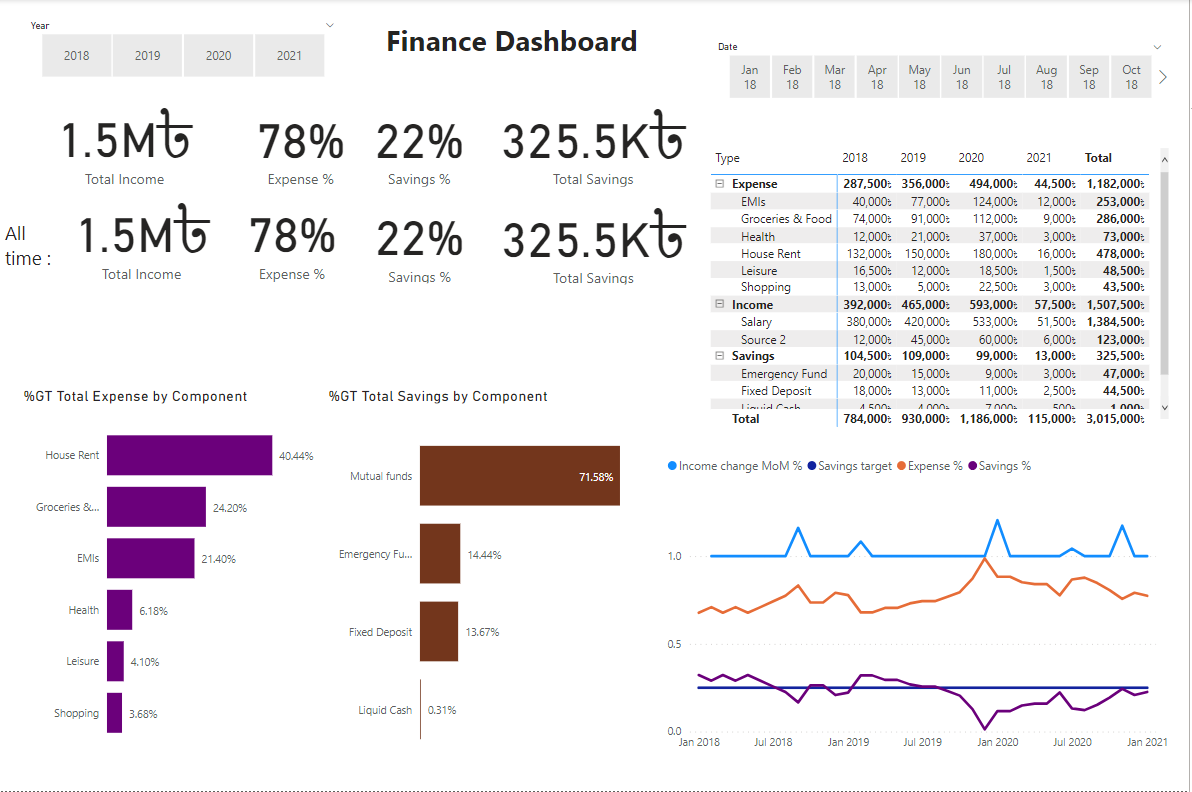 Year
2018 2019 2020 2021
Finance Dashboard
Date
Jan 18 Feb 18 Mar 18 Apr 18 May 18 Jun 18 Jul 18 Aug 18 Sep 18 Oct 18
1.5M৳ 78% 22% 325.5K৳
Total Income Expense % Savings % Total Savings
All time :
1.5M৳ 78% 22% 325.5K৳
Total Income Expense % Savings % Total Savings
Type 2018 2019 2020 2021 Total
Expense 287,500৳ 356,000৳ 494,000৳ 44,500৳ 1,182,000৳
EMIs 40,000৳ 77,000৳ 124,000৳ 12,000৳ 253,000৳
Groceries & Food 74,000৳ 91,000৳ 112,000৳ 9,000৳ 286,000৳
Health 12,000৳ 21,000৳ 37,000৳ 3,000৳ 73,000৳
House Rent 132,000৳ 150,000৳ 180,000৳ 16,000৳ 478,000৳
Leisure 16,500৳ 12,000৳ 18,500৳ 1,500৳ 48,500৳
Shopping 13,000৳ 5,000৳ 22,500৳ 3,000৳ 43,500৳
Income 392,000৳ 465,000৳ 593,000৳ 57,500৳ 1,507,500৳
Salary 380,000৳ 420,000৳ 533,000৳ 51,500৳ 1,384,500৳
Source 2 12,000৳ 45,000৳ 60,000৳ 6,000৳ 123,000৳
Savings 104,500৳ 109,000৳ 99,000৳ 13,000৳ 325,500৳
Emergency Fund 20,000৳ 15,000৳ 9,000৳ 3,000৳ 47,000৳
Fixed Deposit 18,000৳ 13,000৳ 11,000৳ 2,500৳ 44,500৳
Liquid Cash 500৳ 1,000৳
Total 784,000৳ 930,000৳ 1,186,000৳ 115,000৳ 3,015,000৳
%GT Total Expense by Component
House Rent 40.44%
Groceries &... 24.20%
EMIs 21.40%
Health 6.18%
Leisure 4.10%
Shopping 3.68%
%GT Total Savings by Component
Mutual funds 71.58%
Emergency Fu... 14.44%
Fixed Deposit 13.67%
Liquid Cash 0.31%
Income change MoM % Savings target Expense % Savings %
1.0
0.5
0.0
Jan 2018 Jul 2018 Jan 2019 Jul 2019 Jan 2020 Jul 2020 Jan 2021